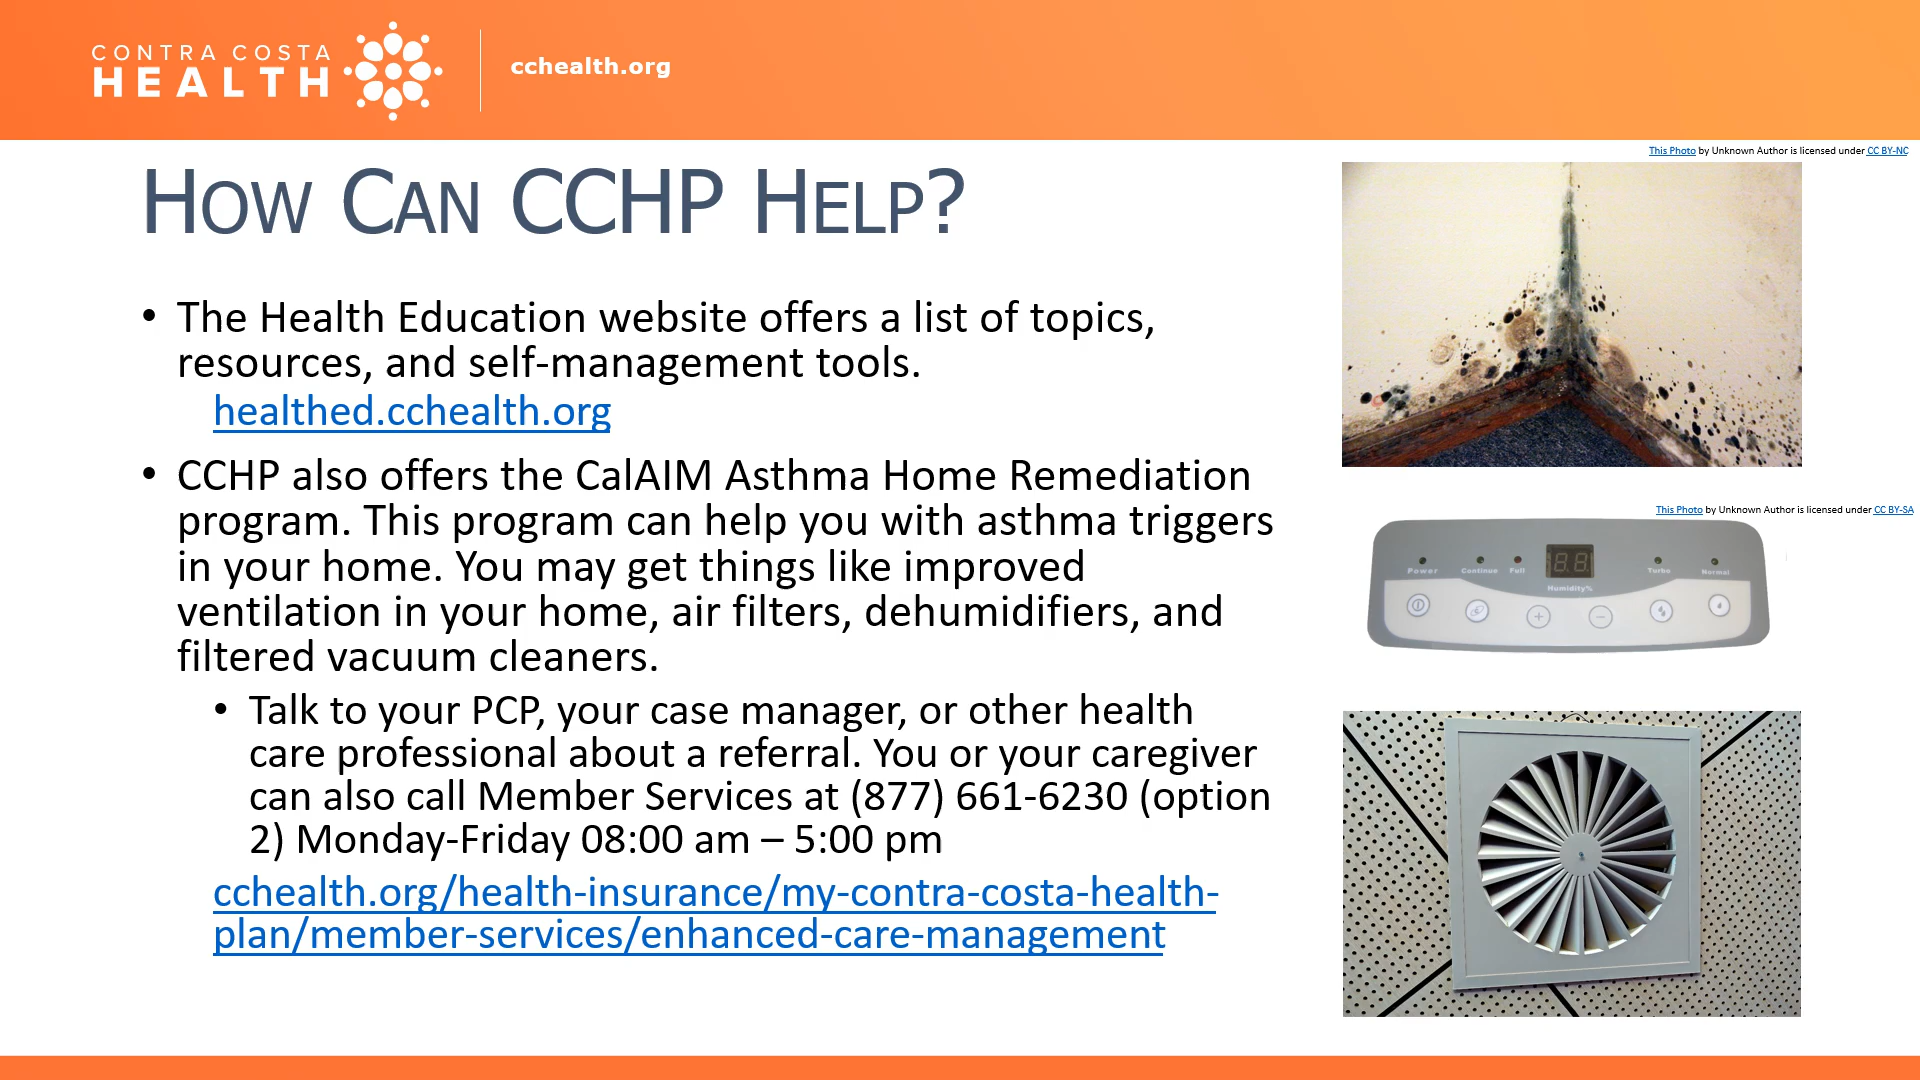 CONTRA COSTA
HEALTH
cchealth.org
This Photo by Unknown Author is licensed under CC BY-NC
How Can CCHP Help?
• The Health Education website offers a list of topics,
resources, and self-management tools.
healthed.cchealth.org
• CCHP also offers the CalAIM Asthma Home Remediation
program. This program can help you with asthma triggers
in your home. You may get things like improved
ventilation in your home, air filters, dehumidifiers, and
filtered vacuum cleaners.
• Talk to your PCP, your case manager, or other health
care professional about a referral. You or your caregiver
can also call Member Services at (877) 661-6230 (option
2) Monday-Friday 08:00 am – 5:00 pm
cchealth.org/health-insurance/my-contra-costa-health-
plan/member-services/enhanced-care-management
This Photo by Unknown Author is licensed under CC BY-SA
Power Continue Full Turbo Normal
Humidity%